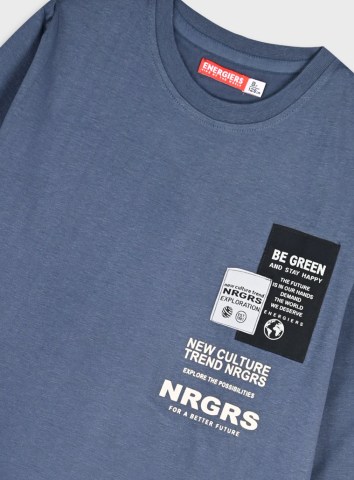 ENERGIERS
BE GREEN
AND STAY HAPPY
THE FUTURE
IS IN OUR HANDS
DEMAND
THE WORLD
WE DESERVE
ENERGIERS
new culture trend
NRGRS
EXPLORATION
NEW CULTURE
TREND NRGRS
EXPLORE THE POSSIBILITIES
NRGRS
FOR A BETTER FUTURE